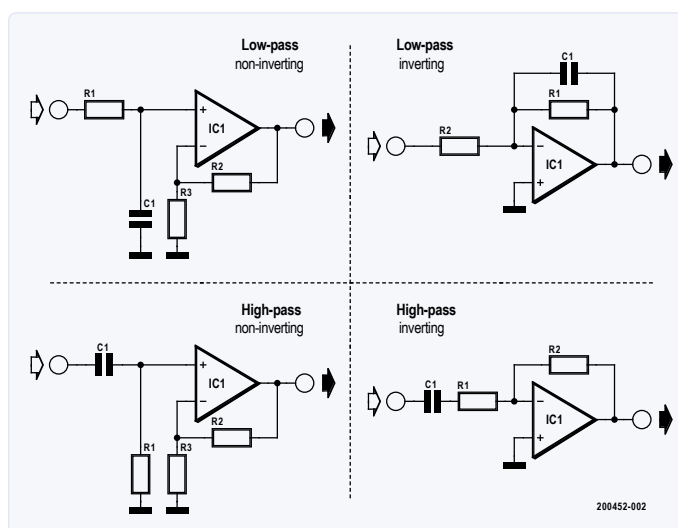 Low-pass
non-inverting
R1
+
IC1
−
R2
C1
R3
Low-pass
inverting
C1
R1
R2
−
IC1
+
High-pass
non-inverting
C1
+
IC1
−
R2
R1
R3
High-pass
inverting
R2
C1
R1
−
IC1
+
200452-002